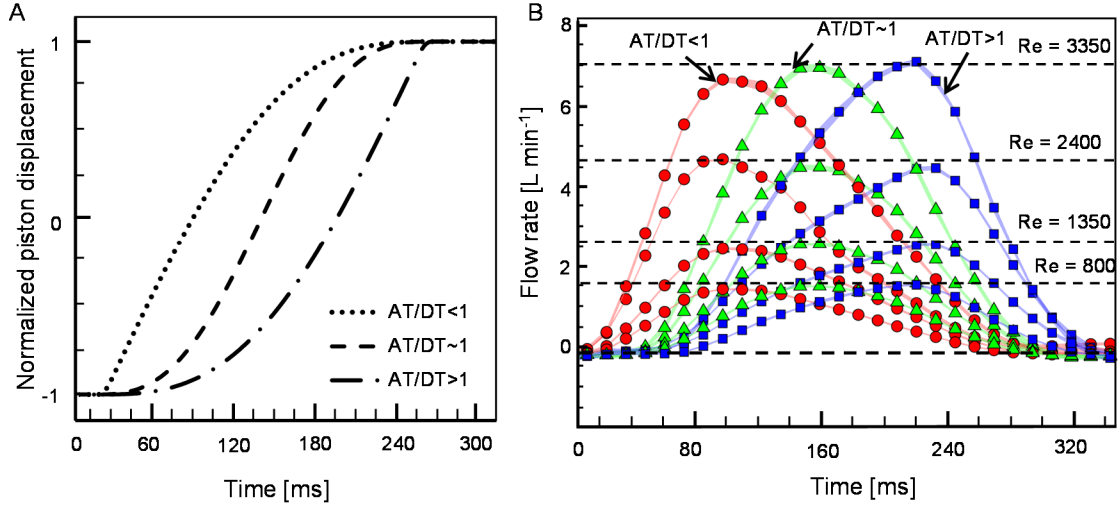 A
Normalized piston displacement
1
0
-1
AT/DT<1
AT/DT~1
AT/DT>1
60
120
180
240
300
Time [ms]
B
Flow rate [L min⁻¹]
8
6
4
2
0
AT/DT<1
AT/DT~1
AT/DT>1
Re = 3350
Re = 2400
Re = 1350
Re = 800
0
80
160
240
320
Time [ms]